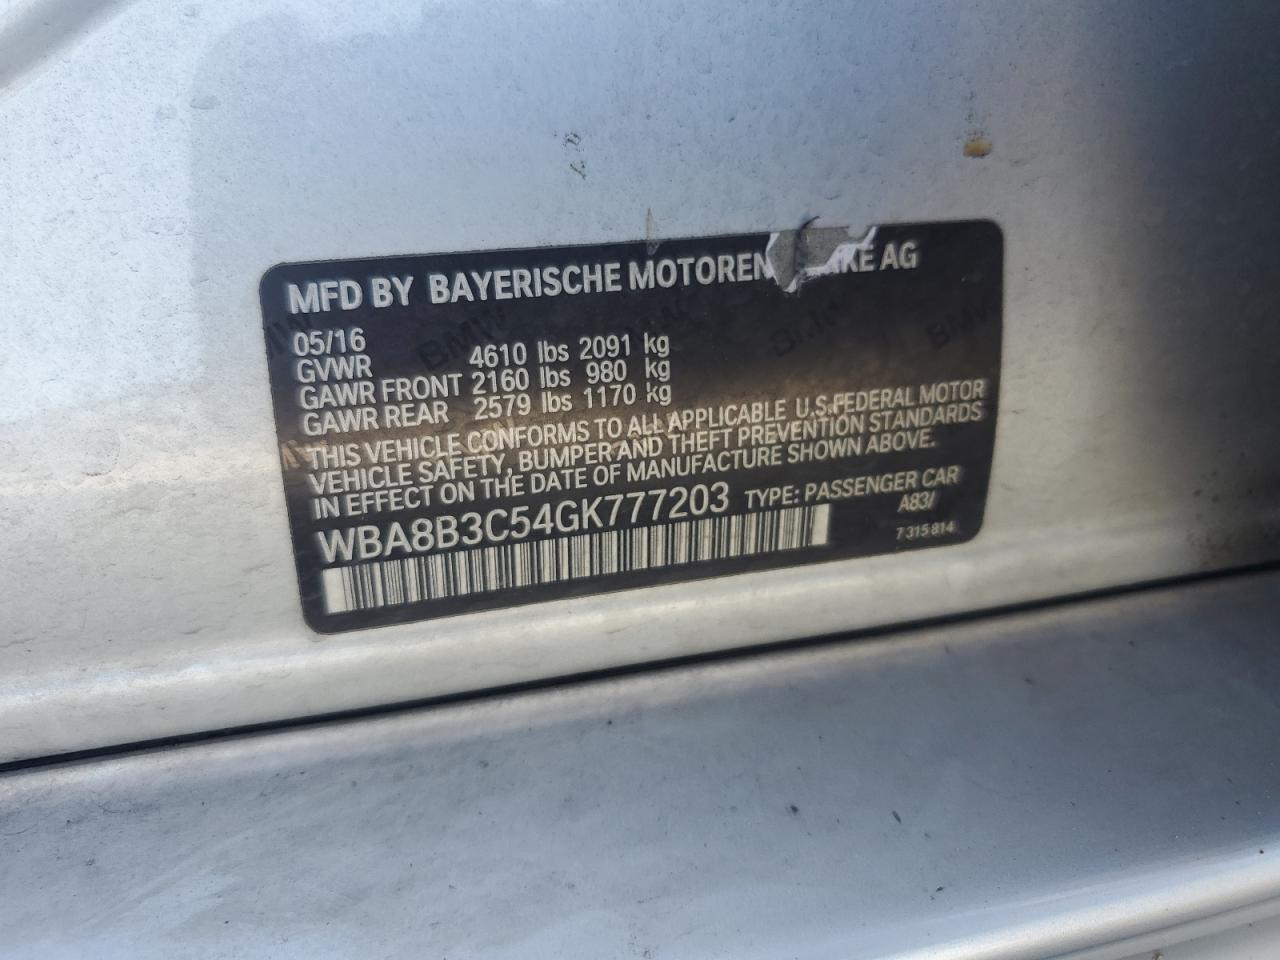 MFD BY BAYERISCHE MOTOREN AG
05/16
GVWR 4610 lbs 2091 kg
GAWR FRONT 2160 lbs 980 kg
GAWR REAR 2579 lbs 1170 kg
THIS VEHICLE CONFORMS TO ALL APPLICABLE U.S.FEDERAL MOTOR
VEHICLE SAFETY, BUMPER AND THEFT PREVENTION STANDARDS
IN EFFECT ON THE DATE OF MANUFACTURE SHOWN ABOVE.
WBA8B3C54GK777203 TYPE: PASSENGER CAR
A83/
7 315 814